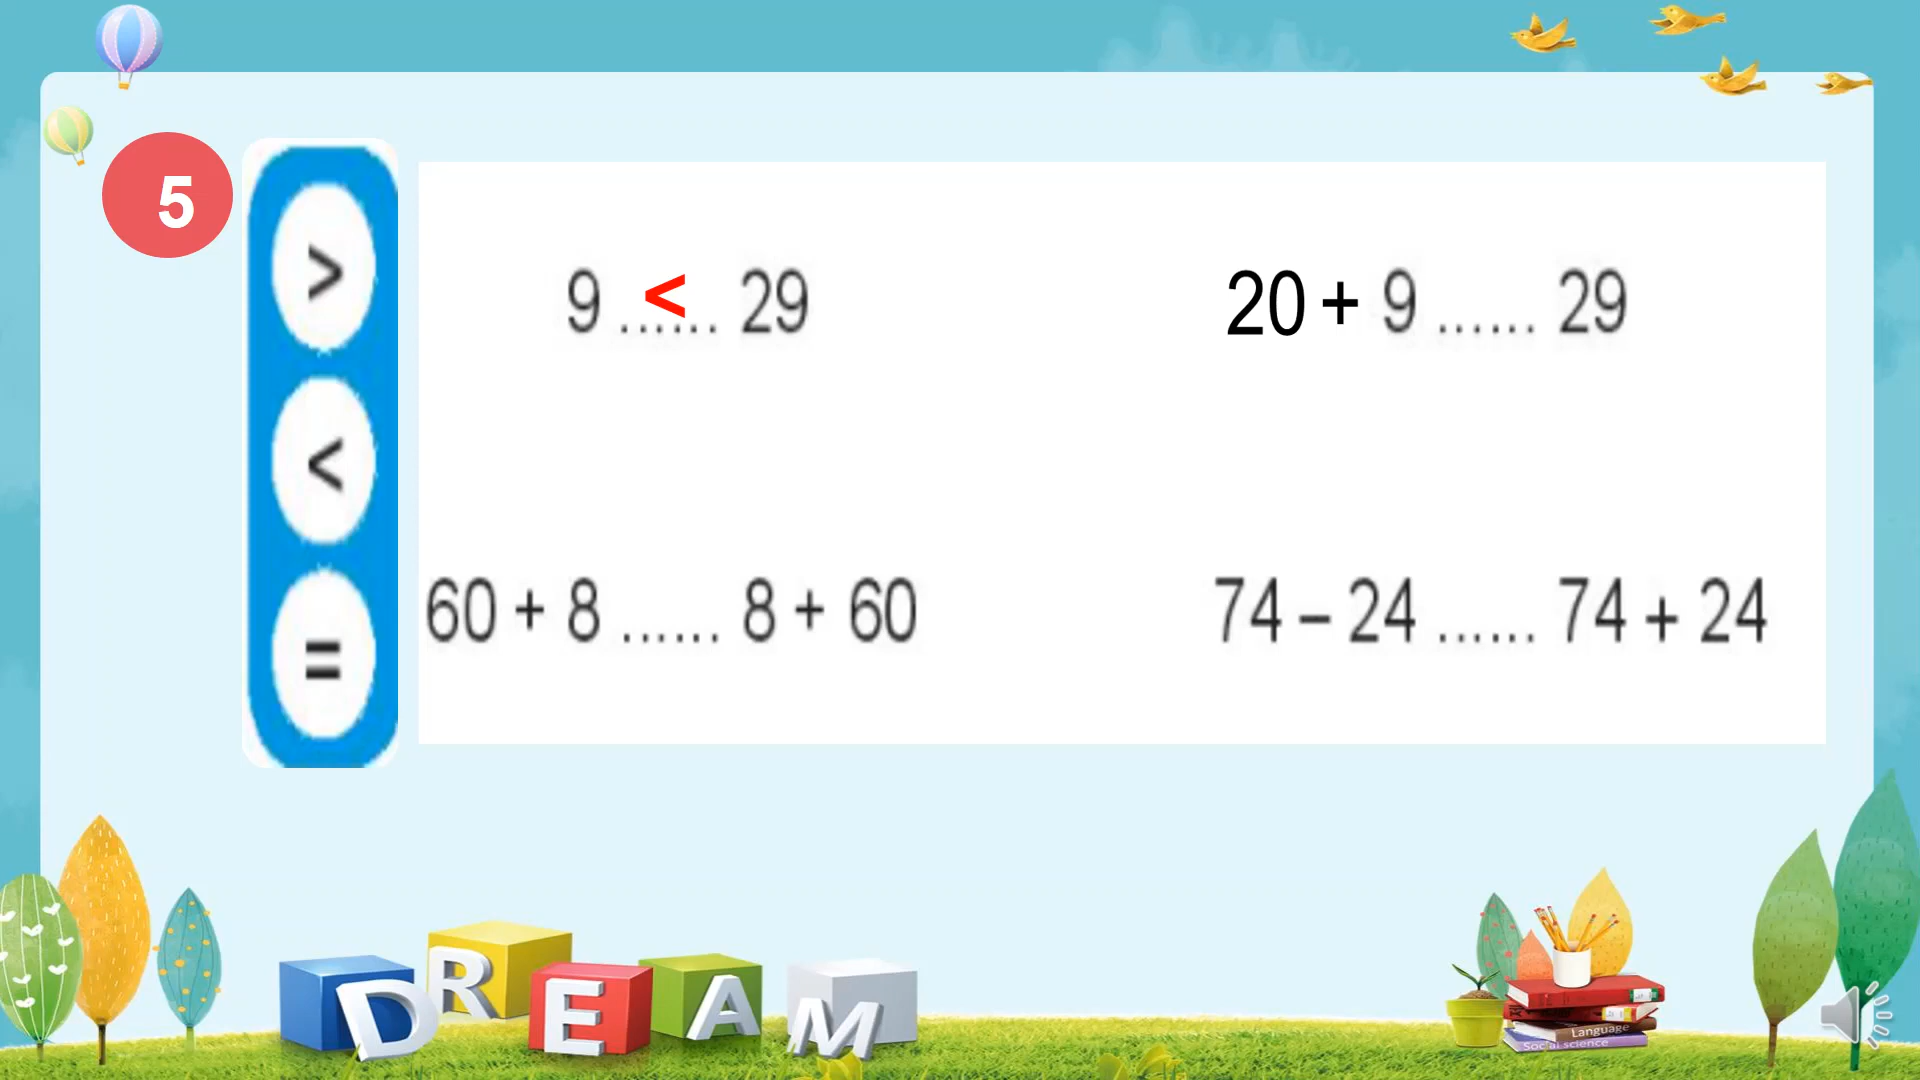 5
>
<
=
9 ...<... 29
20 + 9 ...... 29
60 + 8 ...... 8 + 60
74 – 24 ...... 74 + 24
DREAM
Language
Social science